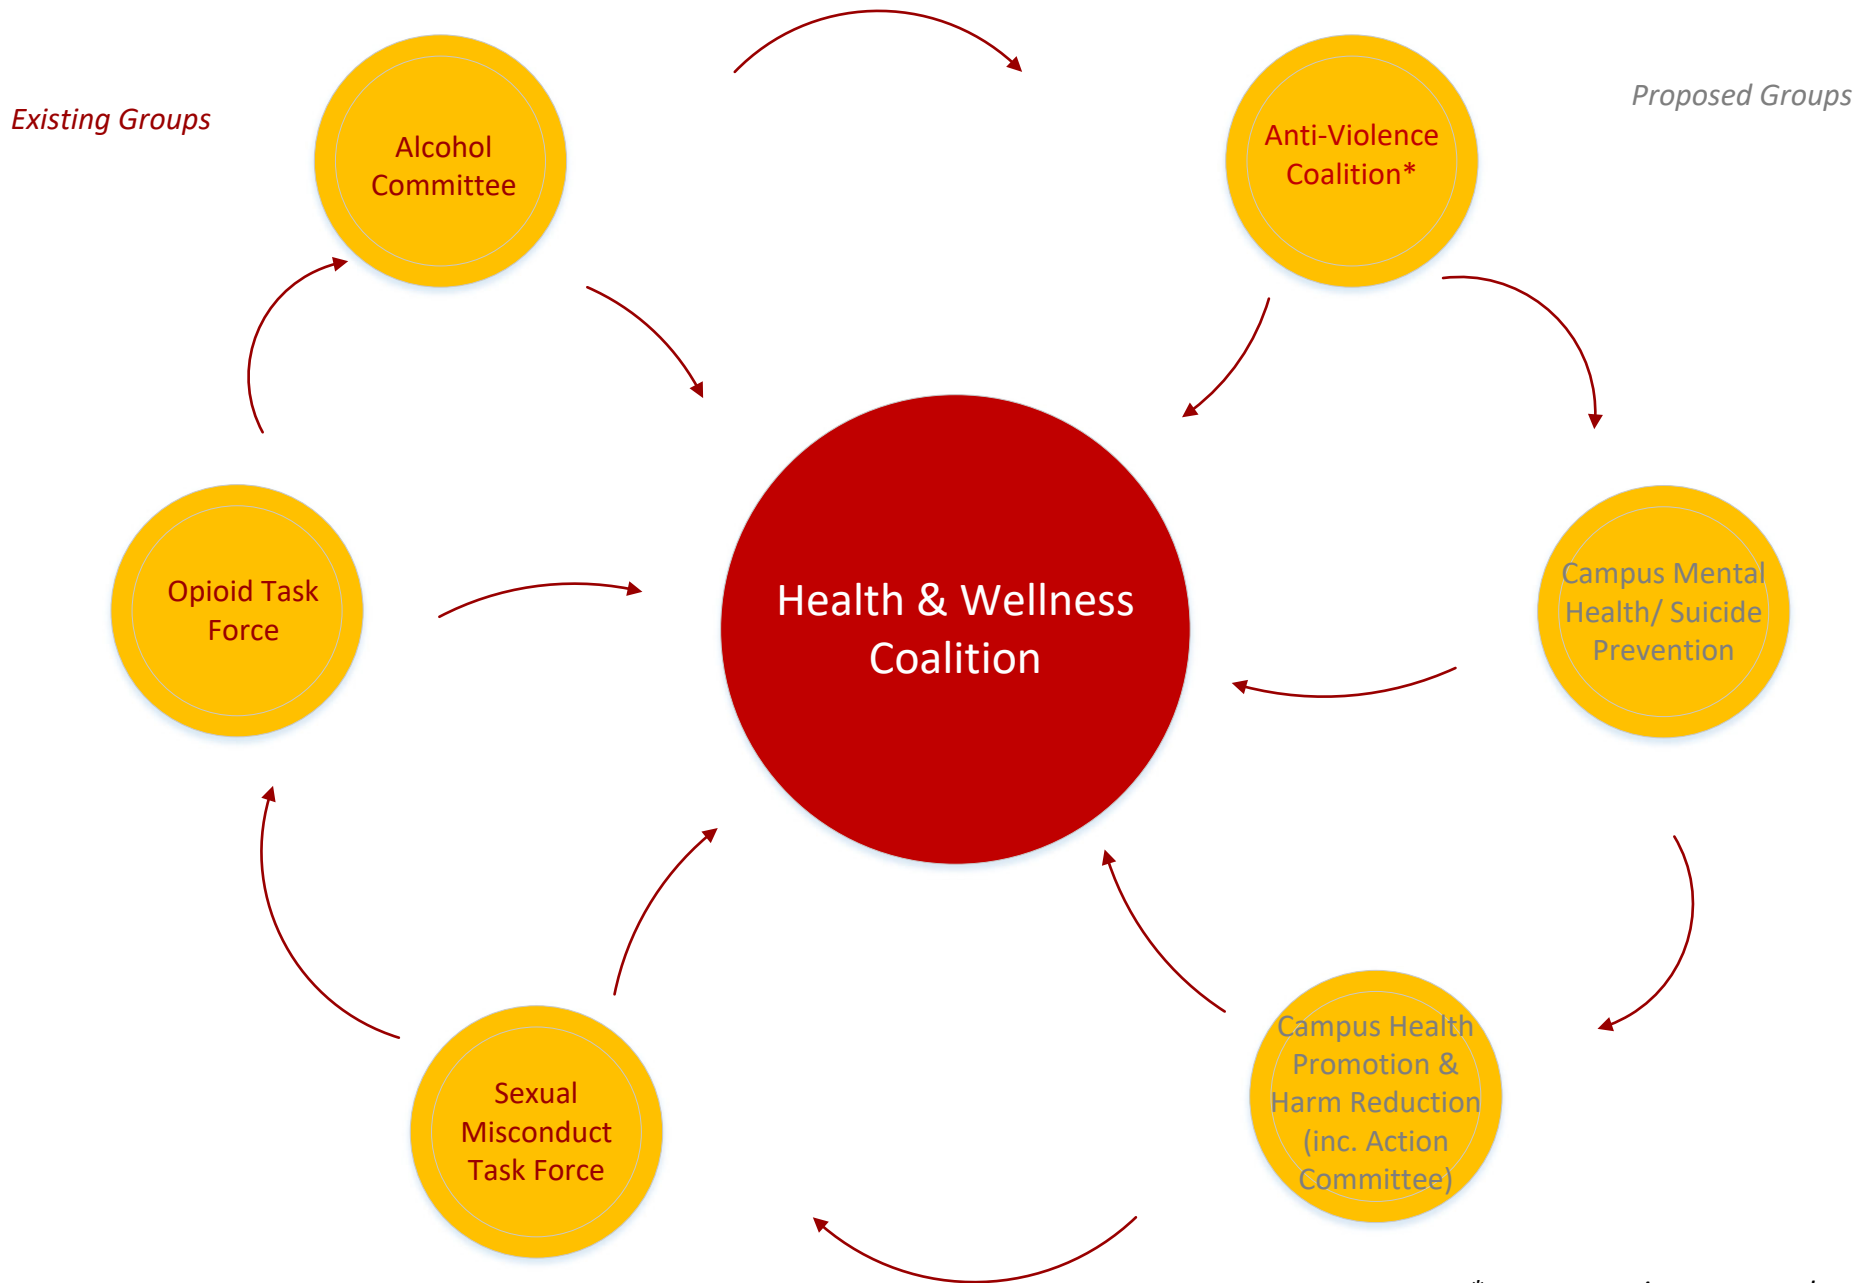 Existing Groups
Proposed Groups
Alcohol
Committee
Anti-Violence
Coalition*
Opioid Task
Force
Health & Wellness
Coalition
Campus Mental
Health/ Suicide
Prevention
Sexual
Misconduct
Task Force
Campus Health
Promotion &
Harm Reduction
(inc. Action
Committee)
*